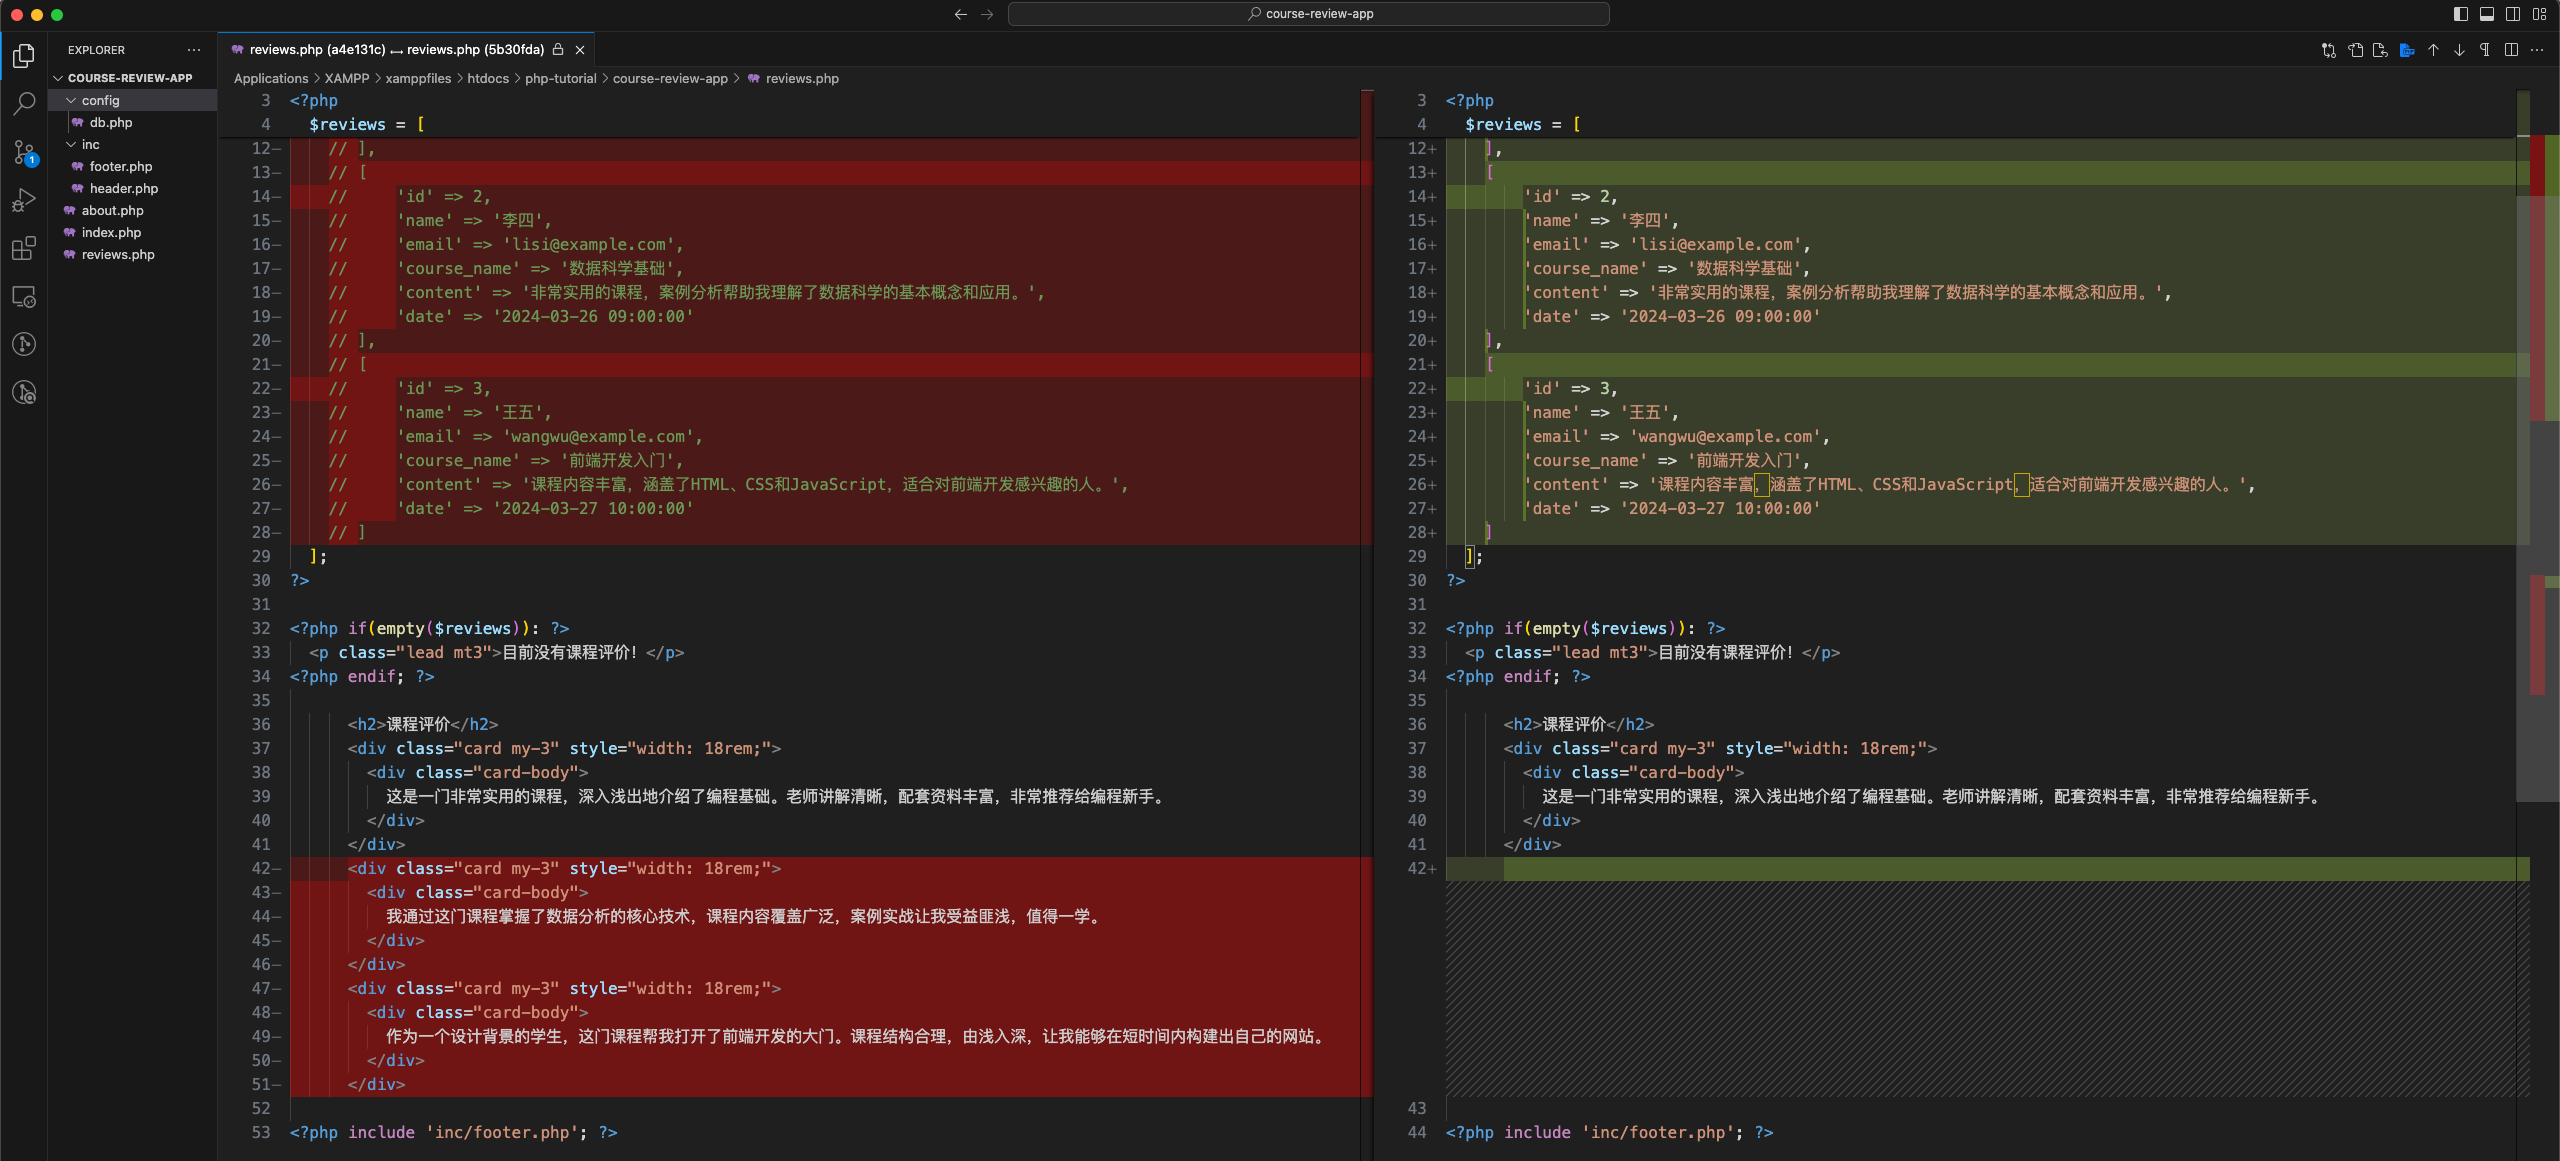 course-review-app
EXPLORER
COURSE-REVIEW-APP
config
db.php
inc
footer.php
header.php
about.php
index.php
reviews.php
1
reviews.php (a4e131c) ↔ reviews.php (5b30fda)
Applications > XAMPP > xamppfiles > htdocs > php-tutorial > course-review-app > reviews.php
3 <?php
4 $reviews = [
12− // ],
13− // [
14− // 'id' => 2,
15− // 'name' => '李四',
16− // 'email' => 'lisi@example.com',
17− // 'course_name' => '数据科学基础',
18− // 'content' => '非常实用的课程，案例分析帮助我理解了数据科学的基本概念和应用。',
19− // 'date' => '2024-03-26 09:00:00'
20− // ],
21− // [
22− // 'id' => 3,
23− // 'name' => '王五',
24− // 'email' => 'wangwu@example.com',
25− // 'course_name' => '前端开发入门',
26− // 'content' => '课程内容丰富，涵盖了HTML、CSS和JavaScript，适合对前端开发感兴趣的人。',
27− // 'date' => '2024-03-27 10:00:00'
28− // ]
29 ];
30 ?>
31
32 <?php if(empty($reviews)): ?>
33 <p class="lead mt3">目前没有课程评价！</p>
34 <?php endif; ?>
35
36 <h2>课程评价</h2>
37 <div class="card my-3" style="width: 18rem;">
38 <div class="card-body">
39 这是一门非常实用的课程，深入浅出地介绍了编程基础。老师讲解清晰，配套资料丰富，非常推荐给编程新手。
40 </div>
41 </div>
42− <div class="card my-3" style="width: 18rem;">
43− <div class="card-body">
44− 我通过这门课程掌握了数据分析的核心技术，课程内容覆盖广泛，案例实战让我受益匪浅，值得一学。
45− </div>
46− </div>
47− <div class="card my-3" style="width: 18rem;">
48− <div class="card-body">
49− 作为一个设计背景的学生，这门课程帮我打开了前端开发的大门。课程结构合理，由浅入深，让我能够在短时间内构建出自己的网站。
50− </div>
51− </div>
52
53 <?php include 'inc/footer.php'; ?>
3 <?php
4 $reviews = [
12+ ],
13+ [
14+ 'id' => 2,
15+ 'name' => '李四',
16+ 'email' => 'lisi@example.com',
17+ 'course_name' => '数据科学基础',
18+ 'content' => '非常实用的课程，案例分析帮助我理解了数据科学的基本概念和应用。',
19+ 'date' => '2024-03-26 09:00:00'
20+ ],
21+ [
22+ 'id' => 3,
23+ 'name' => '王五',
24+ 'email' => 'wangwu@example.com',
25+ 'course_name' => '前端开发入门',
26+ 'content' => '课程内容丰富，涵盖了HTML、CSS和JavaScript，适合对前端开发感兴趣的人。',
27+ 'date' => '2024-03-27 10:00:00'
28+ ]
29 ];
30 ?>
31
32 <?php if(empty($reviews)): ?>
33 <p class="lead mt3">目前没有课程评价！</p>
34 <?php endif; ?>
35
36 <h2>课程评价</h2>
37 <div class="card my-3" style="width: 18rem;">
38 <div class="card-body">
39 这是一门非常实用的课程，深入浅出地介绍了编程基础。老师讲解清晰，配套资料丰富，非常推荐给编程新手。
40 </div>
41 </div>
42+
43
44 <?php include 'inc/footer.php'; ?>